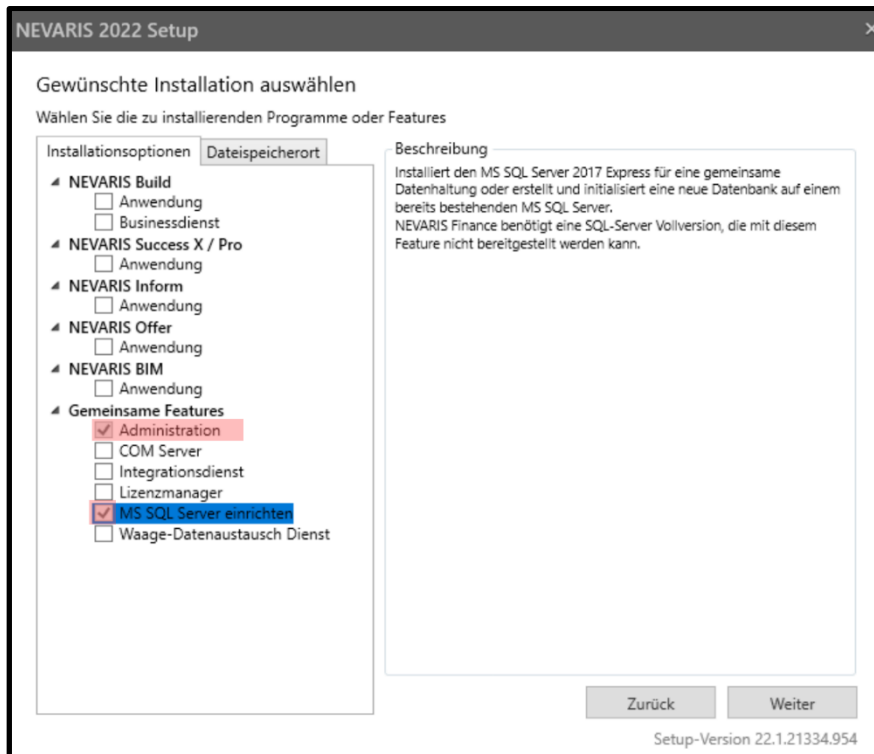 NEVARIS 2022 Setup
Gewünschte Installation auswählen
Wählen Sie die zu installierenden Programme oder Features
Installationsoptionen
Dateispeicherort
NEVARIS Build
Anwendung
Businessdienst
NEVARIS Success X / Pro
Anwendung
NEVARIS Inform
Anwendung
NEVARIS Offer
Anwendung
NEVARIS BIM
Anwendung
Gemeinsame Features
Administration
COM Server
Integrationsdienst
Lizenzmanager
MS SQL Server einrichten
Waage-Datenaustausch Dienst
Beschreibung
Installiert den MS SQL Server 2017 Express für eine gemeinsame
Datenhaltung oder erstellt und initialisiert eine neue Datenbank auf einem
bereits bestehenden MS SQL Server.
NEVARIS Finance benötigt eine SQL-Server Vollversion, die mit diesem
Feature nicht bereitgestellt werden kann.
Zurück
Weiter
Setup-Version 22.1.21334.954